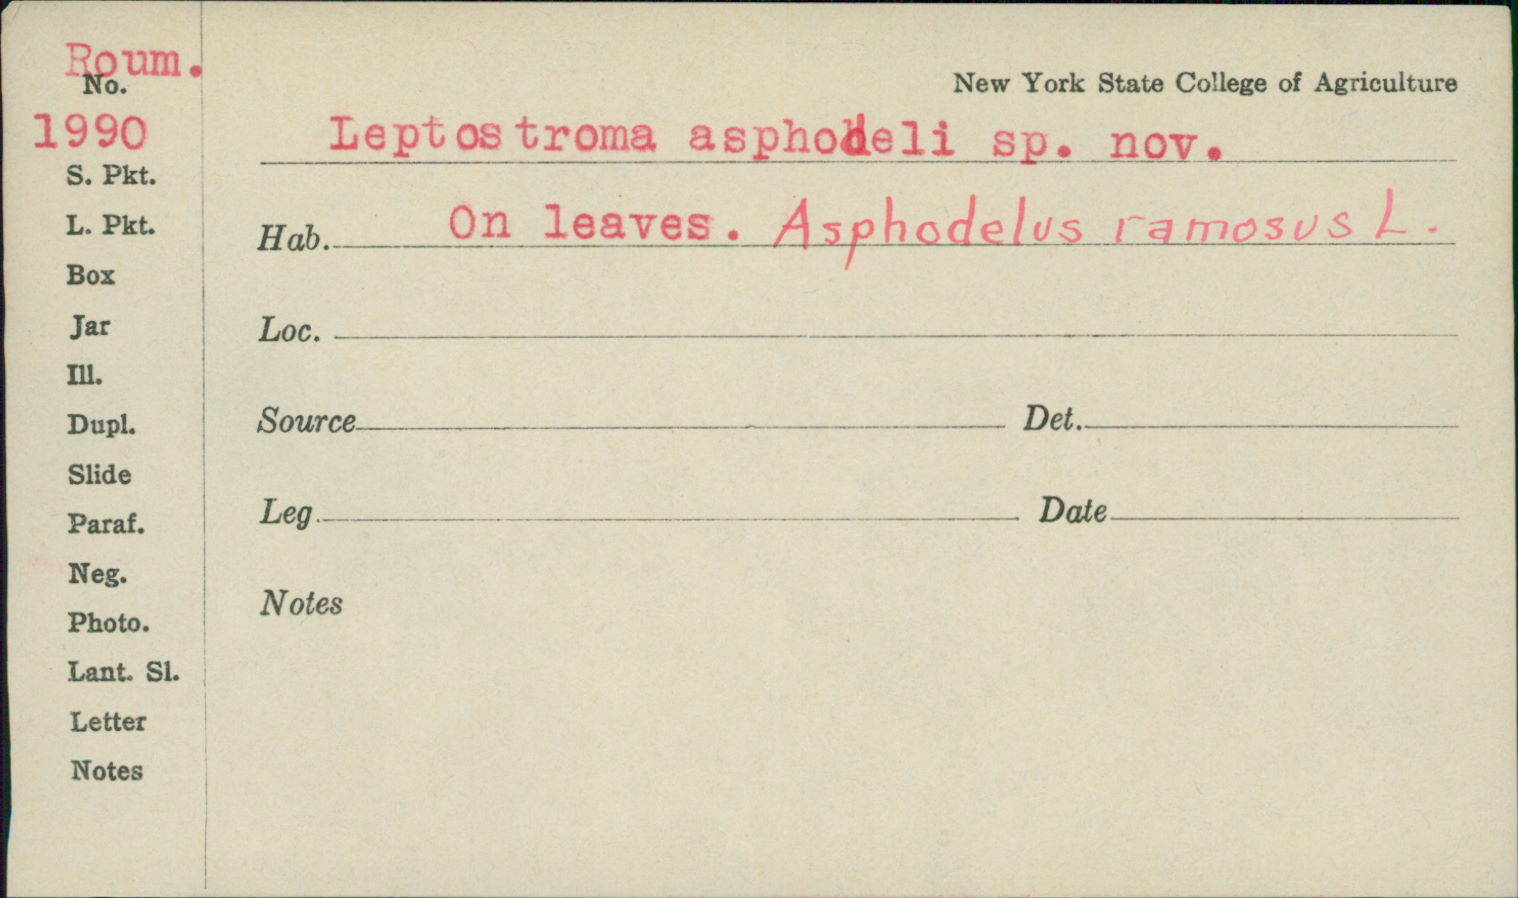 Roum.
No.
1990
S. Pkt.
L. Pkt.
Box
Jar
Ill.
Dupl.
Slide
Paraf.
Neg.
Photo.
Lant. Sl.
Letter
Notes
New York State College of Agriculture
Leptostroma asphodeli sp. nov.
Hab. On leaves. Asphodelus ramosus L.
Loc.
Source Det.
Leg. Date
Notes